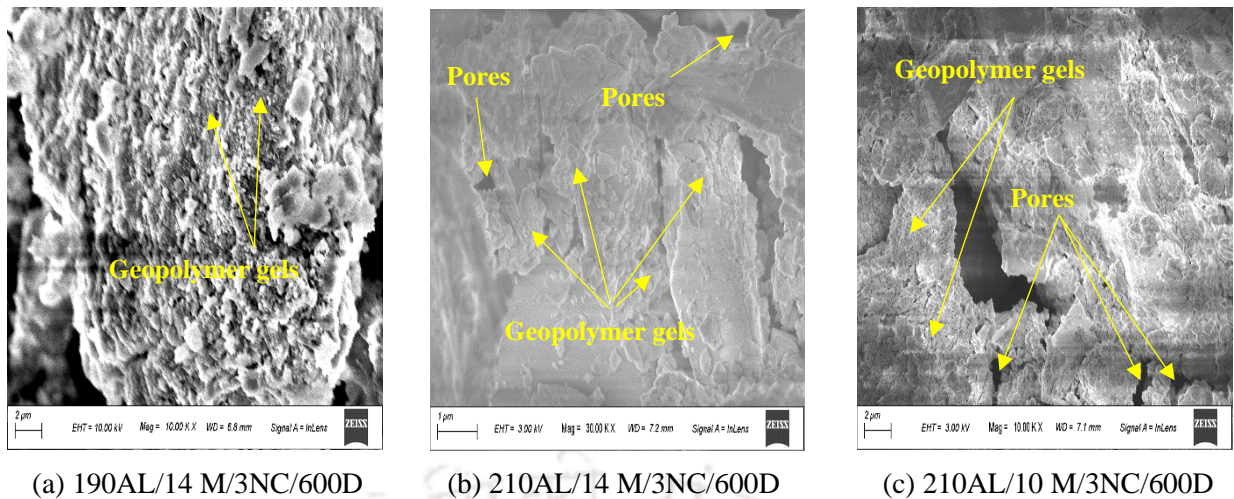 Geopolymer gels
2 µm
EHT = 10.00 kV Mag = 10.00 K X WD = 6.8 mm Signal A = InLens ZEISS
(a) 190AL/14 M/3NC/600D
Pores
Pores
Geopolymer gels
1 µm
EHT = 3.00 kV Mag = 30.00 K X WD = 7.2 mm Signal A = InLens ZEISS
(b) 210AL/14 M/3NC/600D
Geopolymer gels
Pores
2 µm
EHT = 3.00 kV Mag = 10.00 K X WD = 7.1 mm Signal A = InLens ZEISS
(c) 210AL/10 M/3NC/600D